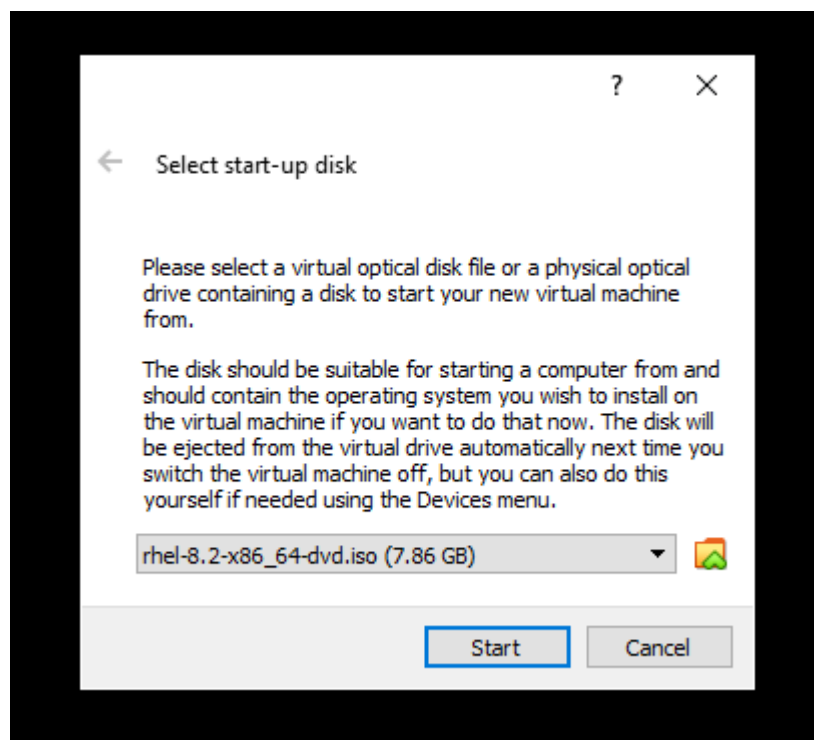 ?
Select start-up disk
Please select a virtual optical disk file or a physical optical
drive containing a disk to start your new virtual machine
from.
The disk should be suitable for starting a computer from and
should contain the operating system you wish to install on
the virtual machine if you want to do that now. The disk will
be ejected from the virtual drive automatically next time you
switch the virtual machine off, but you can also do this
yourself if needed using the Devices menu.
rhel-8.2-x86_64-dvd.iso (7.86 GB)
Start Cancel